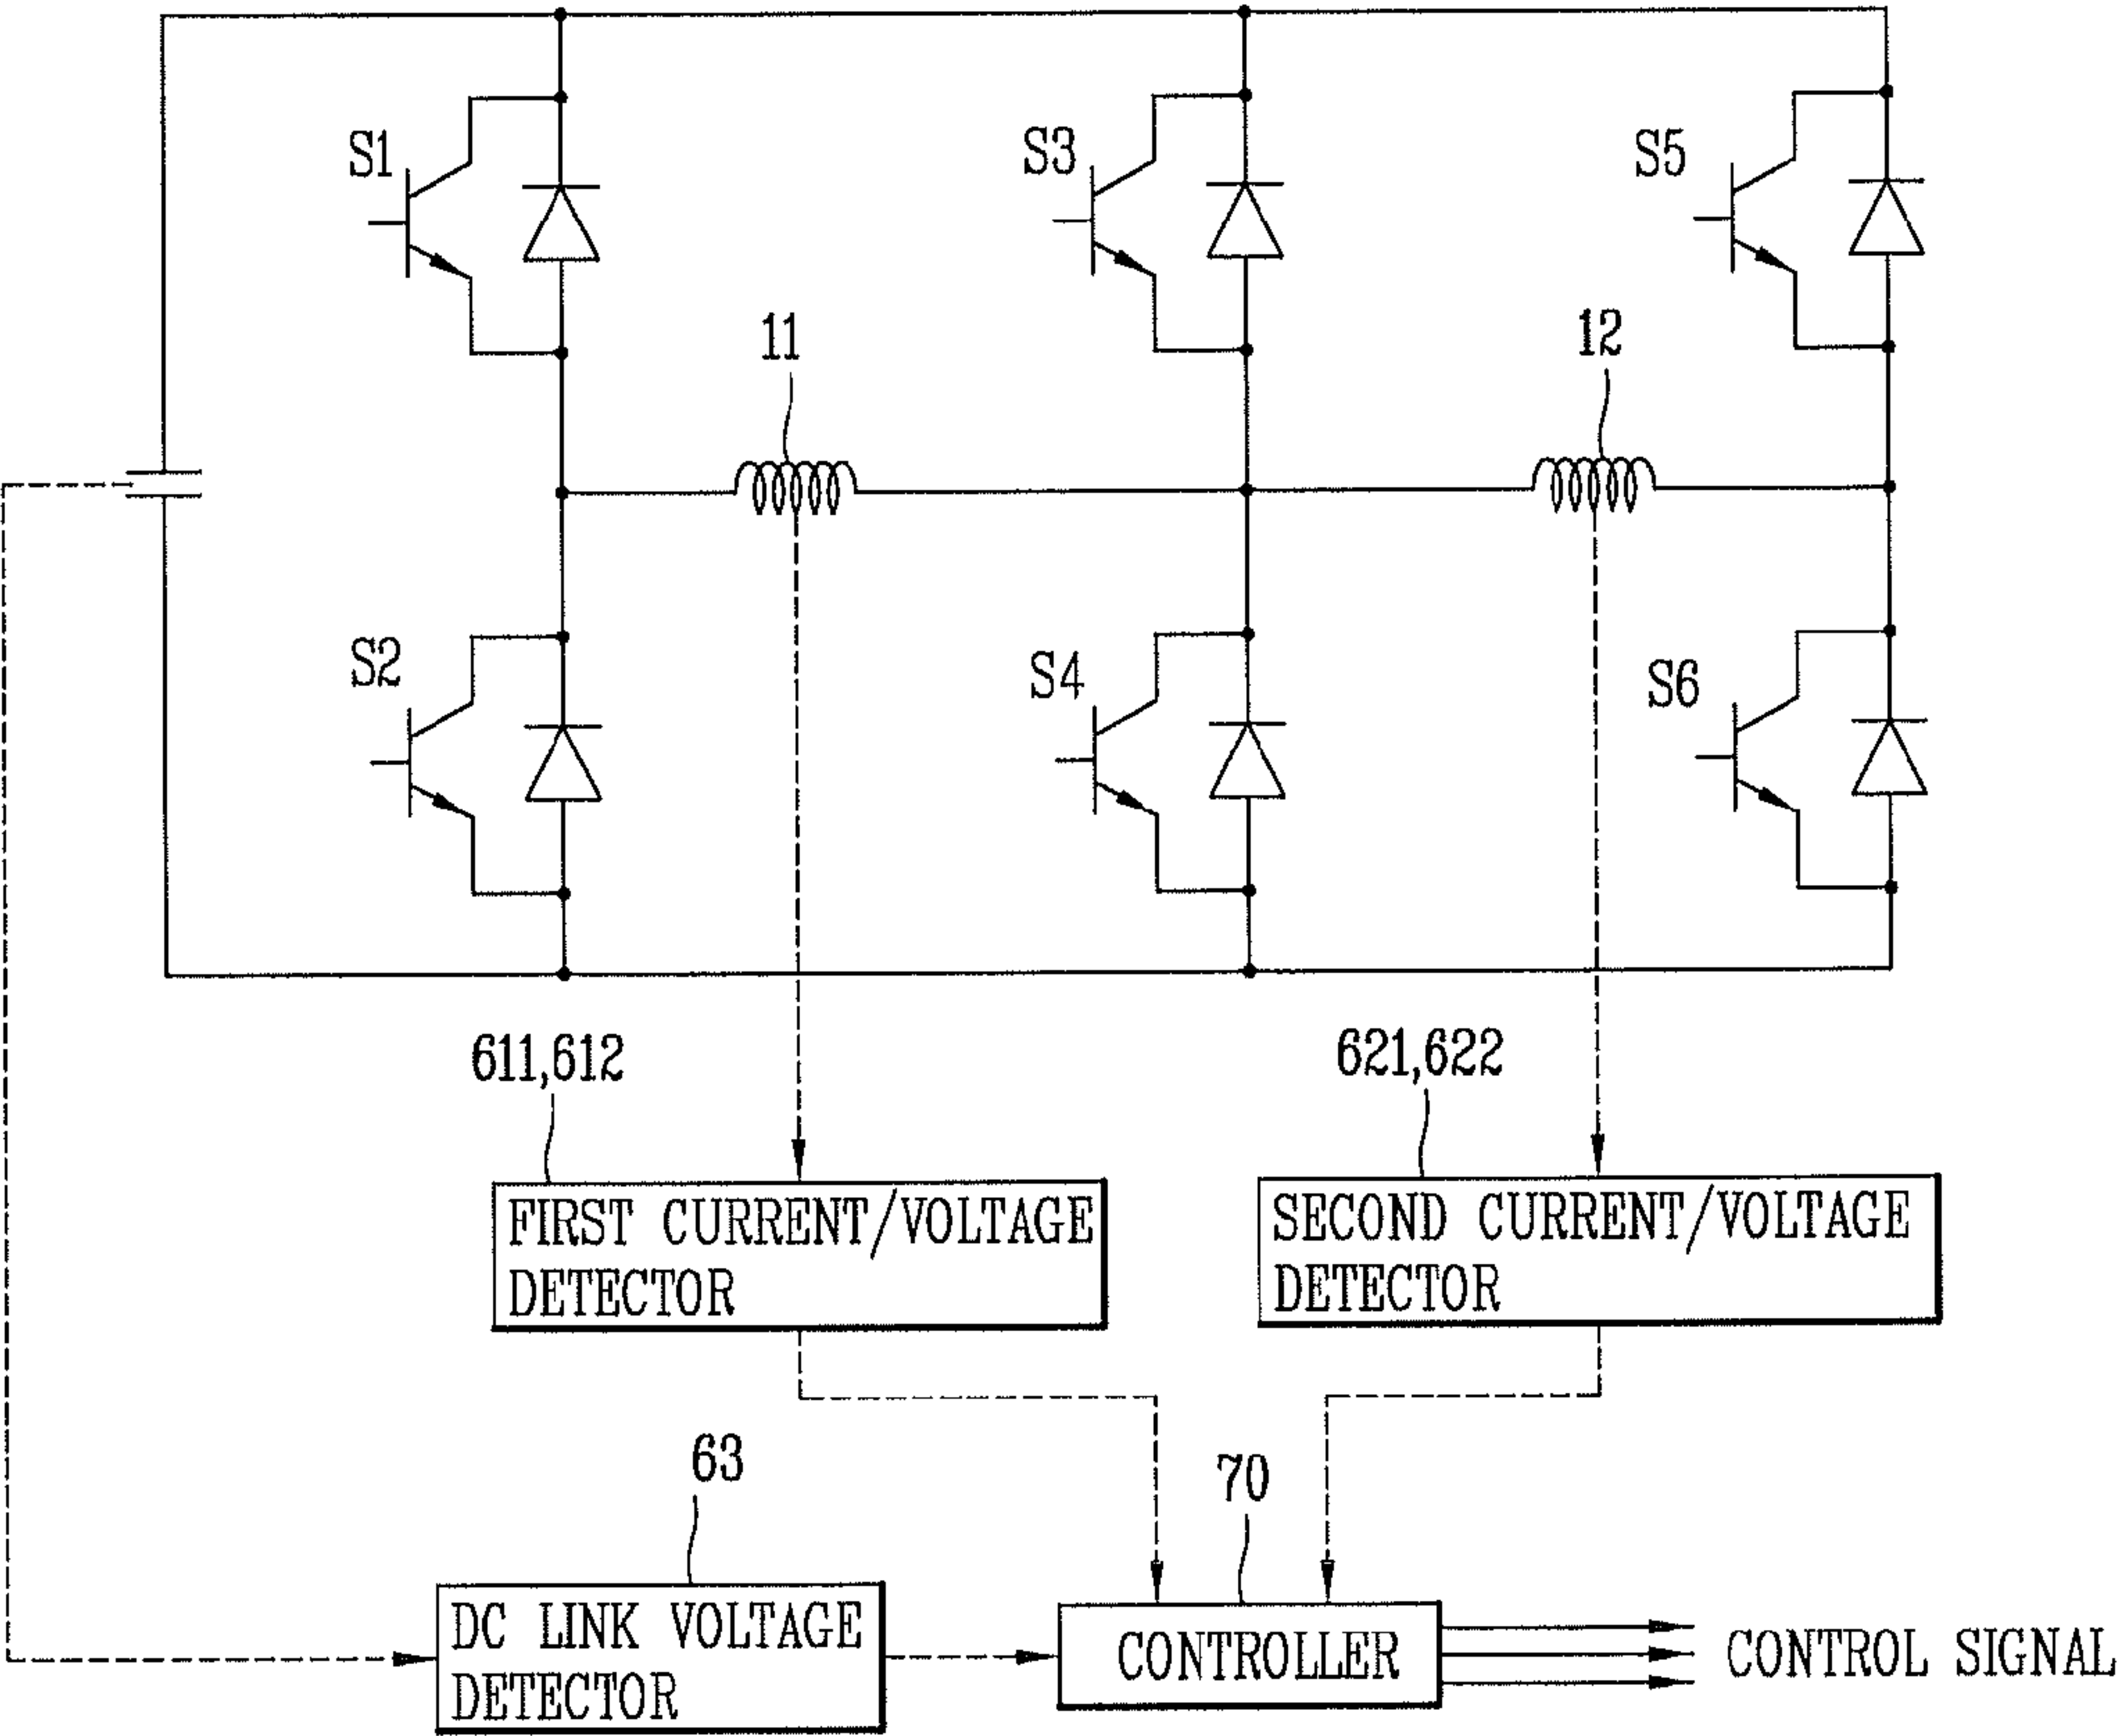 S1
S3
S5
11
12
S2
S4
S6
611,612
621,622
FIRST CURRENT/VOLTAGE
DETECTOR
SECOND CURRENT/VOLTAGE
DETECTOR
63
70
DC LINK VOLTAGE
DETECTOR
CONTROLLER
CONTROL SIGNAL